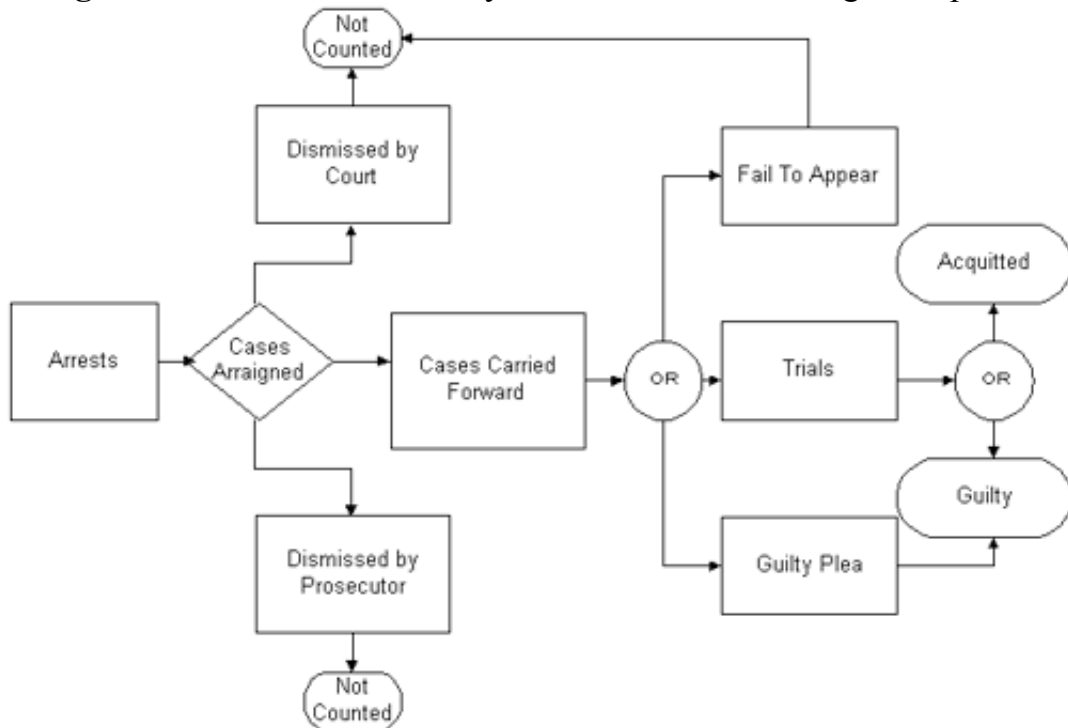 Not
Counted
Dismissed by
Court
Fail To Appear
Acquitted
Arrests
Cases
Arraigned
Cases Carried
Forward
OR
Trials
OR
Guilty
Dismissed by
Prosecutor
Guilty Plea
Not
Counted